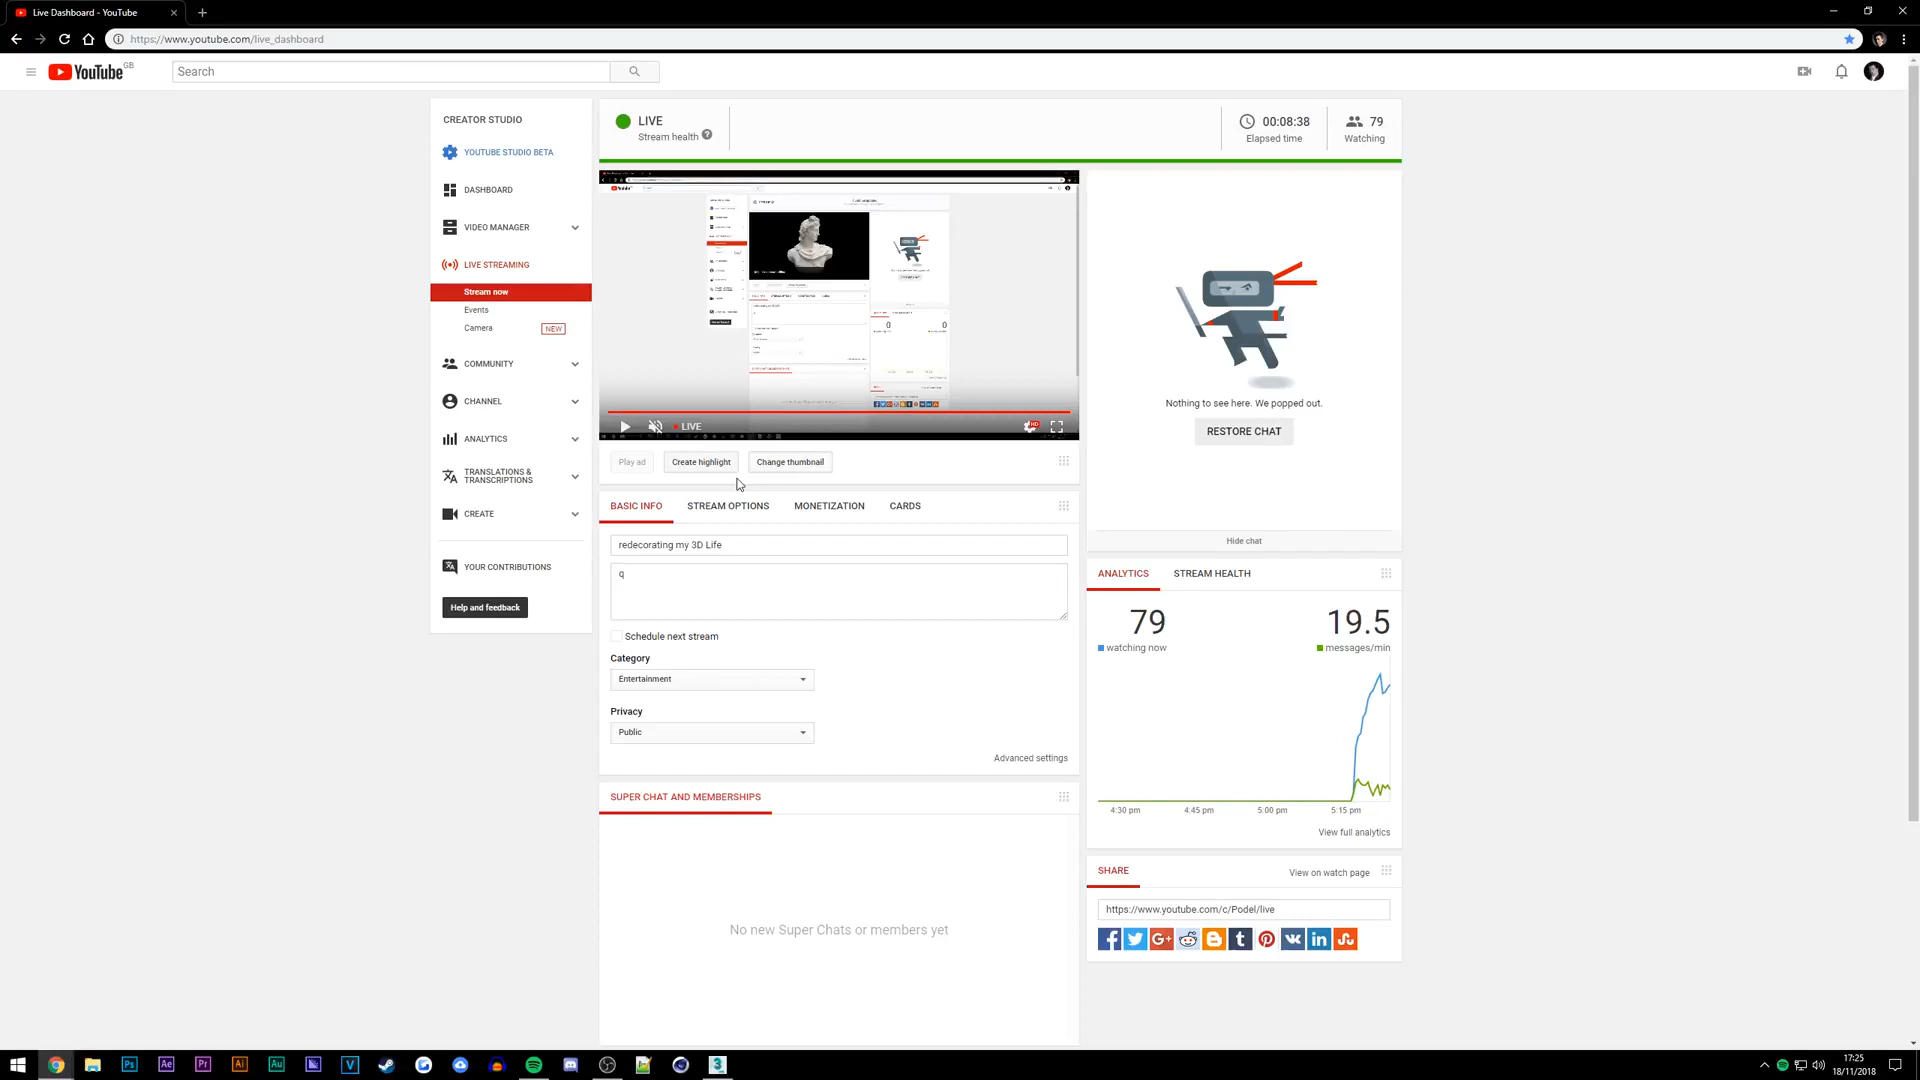 Live Dashboard - YouTube
https://www.youtube.com/live_dashboard
YouTube GB
Search
CREATOR STUDIO
YOUTUBE STUDIO BETA
DASHBOARD
VIDEO MANAGER
LIVE STREAMING
Stream now
Events
Camera NEW
COMMUNITY
CHANNEL
ANALYTICS
TRANSLATIONS &
TRANSCRIPTIONS
CREATE
YOUR CONTRIBUTIONS
Help and feedback
LIVE
Stream health ?
00:08:38
Elapsed time
79
Watching
LIVE
HD
Play ad
Create highlight
Change thumbnail
BASIC INFO STREAM OPTIONS MONETIZATION CARDS
redecorating my 3D Life
q
Schedule next stream
Category
Entertainment
Privacy
Public
Advanced settings
SUPER CHAT AND MEMBERSHIPS
No new Super Chats or members yet
Nothing to see here. We popped out.
RESTORE CHAT
Hide chat
ANALYTICS STREAM HEALTH
79 19.5
watching now messages/min
4:30 pm 4:45 pm 5:00 pm 5:15 pm
View full analytics
SHARE View on watch page
https://www.youtube.com/c/Podel/live
Ps Ae Pr Ai Au V 3
17:25
18/11/2018